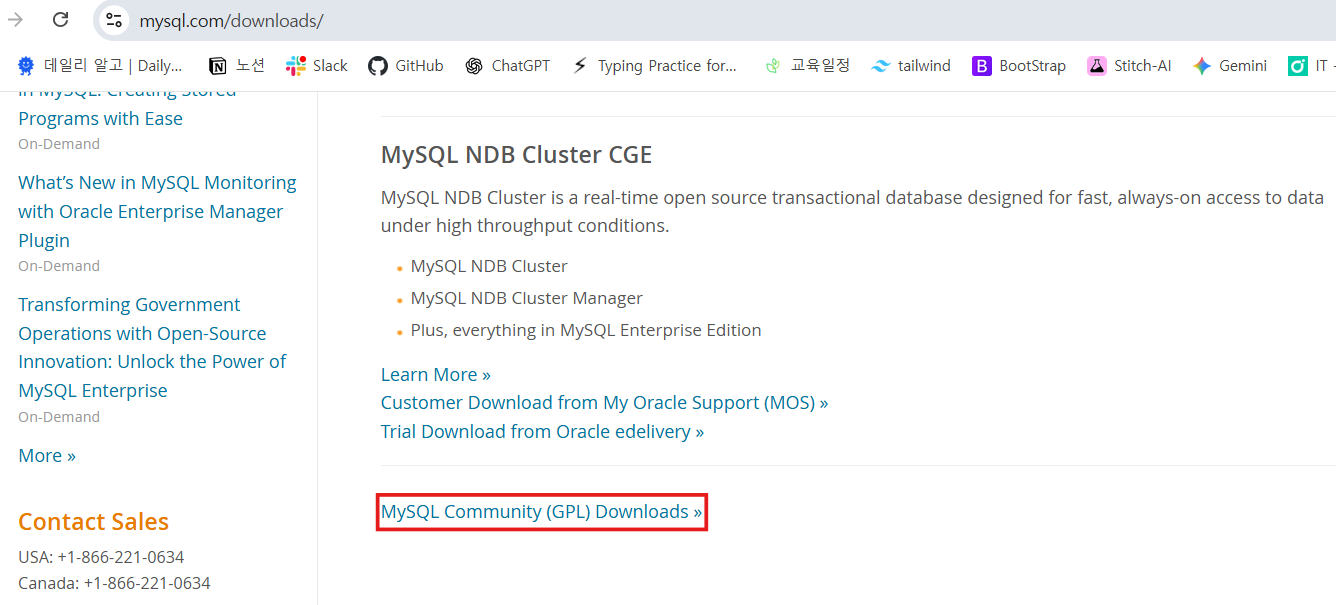 mysql.com/downloads/
데일리 알고 | Daily... 노션 Slack GitHub ChatGPT Typing Practice for... 교육일정 tailwind BootStrap Stitch-AI Gemini IT -
in MySQL: Creating Stored
Programs with Ease
On-Demand
What's New in MySQL Monitoring
with Oracle Enterprise Manager
Plugin
On-Demand
Transforming Government
Operations with Open-Source
Innovation: Unlock the Power of
MySQL Enterprise
On-Demand
More »
Contact Sales
USA: +1-866-221-0634
Canada: +1-866-221-0634
MySQL NDB Cluster CGE
MySQL NDB Cluster is a real-time open source transactional database designed for fast, always-on access to data
under high throughput conditions.
MySQL NDB Cluster
MySQL NDB Cluster Manager
Plus, everything in MySQL Enterprise Edition
Learn More »
Customer Download from My Oracle Support (MOS) »
Trial Download from Oracle edelivery »
MySQL Community (GPL) Downloads »